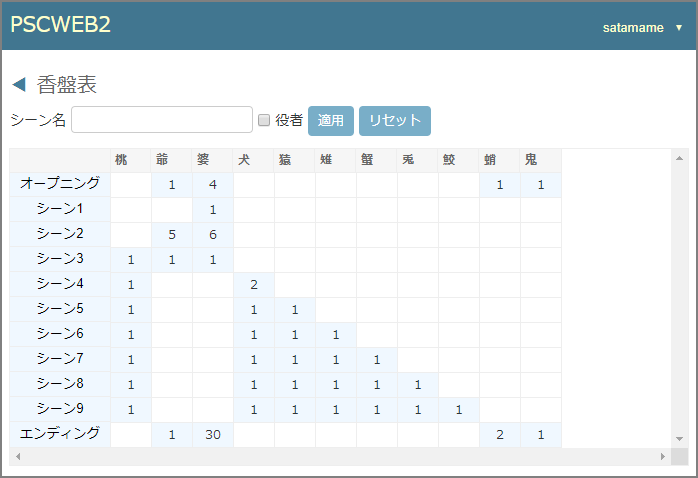 PSCWEB2 satamame ▼
◀ 香盤表
シーン名 役者 適用 リセット
桃 爺 婆 犬 猿 雉 蟹 兎 鮫 蛸 鬼
オープニング 1 4 1 1
シーン1 1
シーン2 5 6
シーン3 1 1 1
シーン4 1 2
シーン5 1 1 1
シーン6 1 1 1 1
シーン7 1 1 1 1 1
シーン8 1 1 1 1 1 1
シーン9 1 1 1 1 1 1 1
エンディング 1 30 2 1